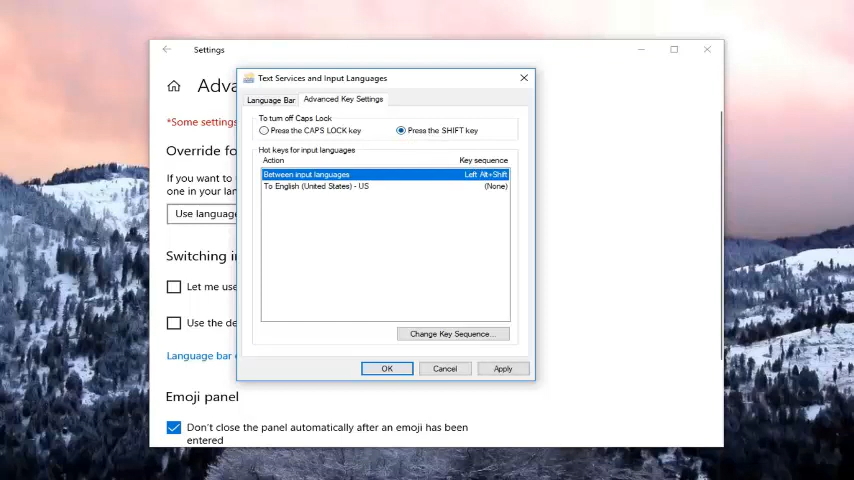 Settings
Text Services and Input Languages
Adva
Language Bar
Advanced Key Settings
*Some settings
To turn off Caps Lock
Press the CAPS LOCK key
Press the SHIFT key
Override fo
Hot keys for input languages
Action
Key sequence
Between input languages
Left Alt+Shift
To English (United States) - US
(None)
If you want to
one in your lan
Use languag
Switching in
Let me use
Use the de
Change Key Sequence...
Language bar
OK
Cancel
Apply
Emoji panel
Don't close the panel automatically after an emoji has been
entered